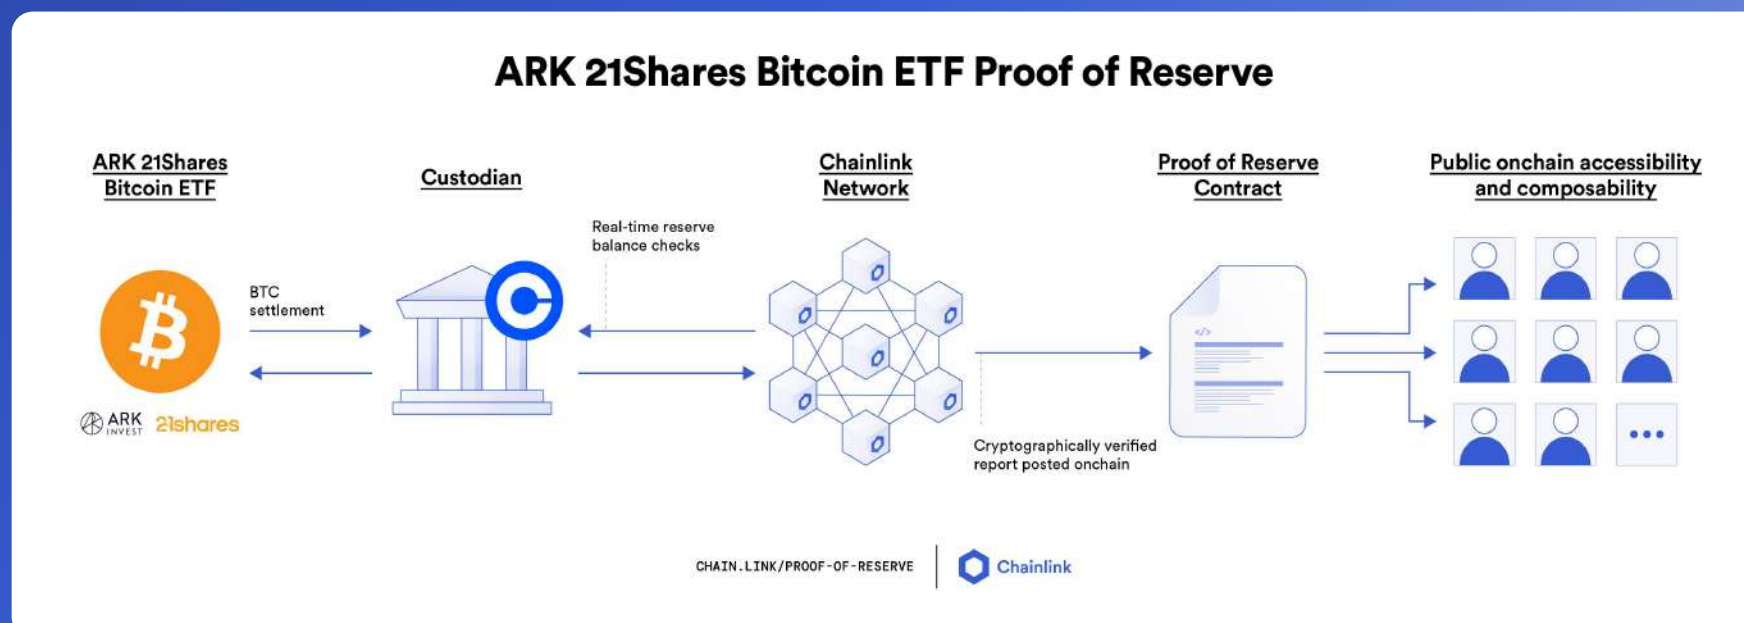 ARK 21Shares Bitcoin ETF Proof of Reserve
ARK 21Shares
Bitcoin ETF
Custodian
Chainlink
Network
Proof of Reserve
Contract
Public onchain accessibility
and composability
Real-time reserve
balance checks
BTC
settlement
ARK
INVEST
21shares
</>
Cryptographically verified
report posted onchain
CHAIN.LINK/PROOF-OF-RESERVE
Chainlink